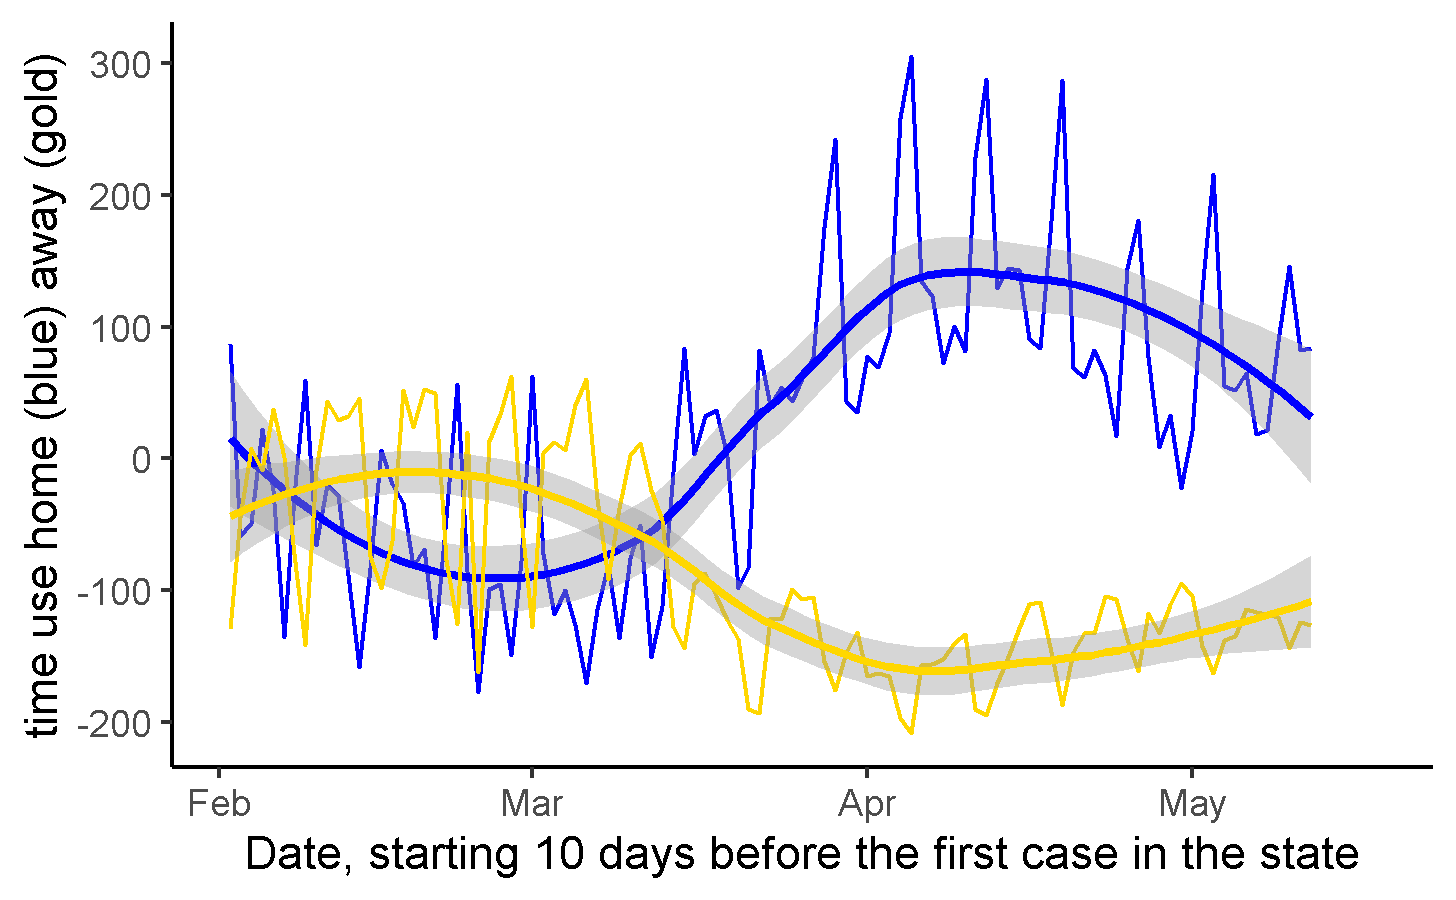 time use home (blue) away (gold)
300
200
100
0
-100
-200
Feb Mar Apr May
Date, starting 10 days before the first case in the state